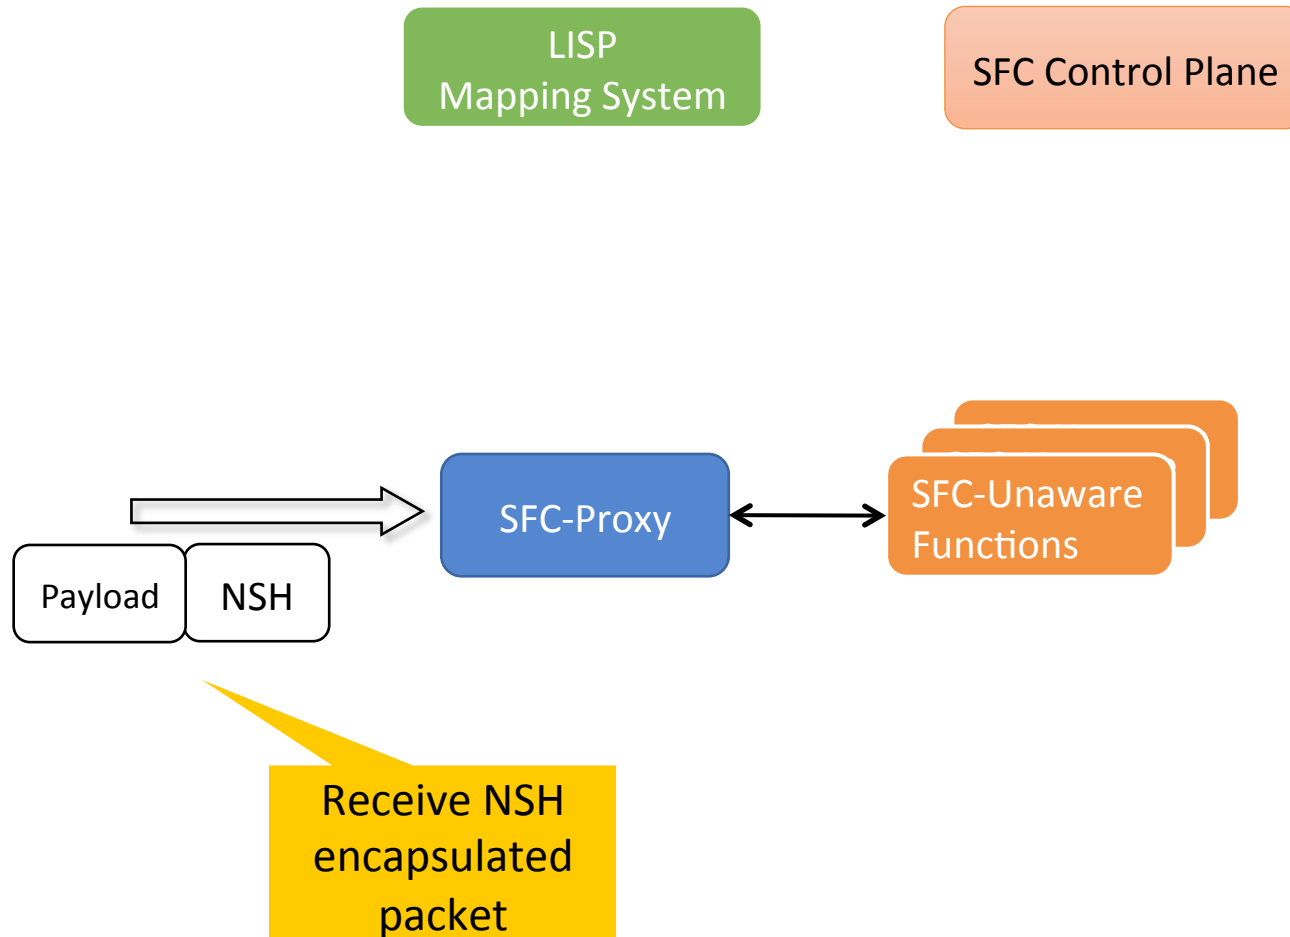 LISP
Mapping System
SFC Control Plane
SFC-Proxy
SFC-Unaware
Functions
Payload
NSH
Receive NSH
encapsulated
packet